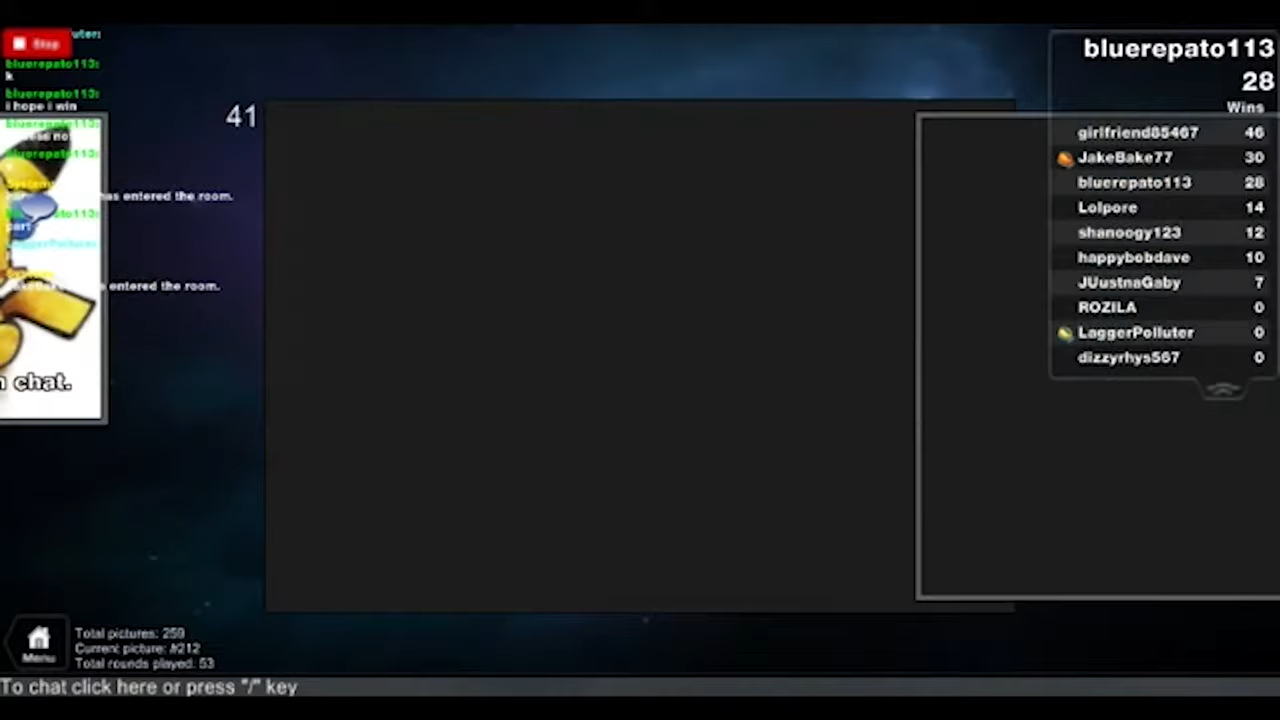 Stop
bluerepato113:
k
bluerepato113:
i hope i win
has entered the room.
entered the room.
n chat.
41
bluerepato113
28
Wins
girlfriend85467 46
JakeBake77 30
bluerepato113 28
Lolpore 14
shanoogy123 12
happybobdave 10
JUustnaGaby 7
ROZILA 0
LaggerPolluter 0
dizzyrhys567 0
Menu
Total pictures: 259
Current picture: #212
Total rounds played: 53
To chat click here or press "/" key